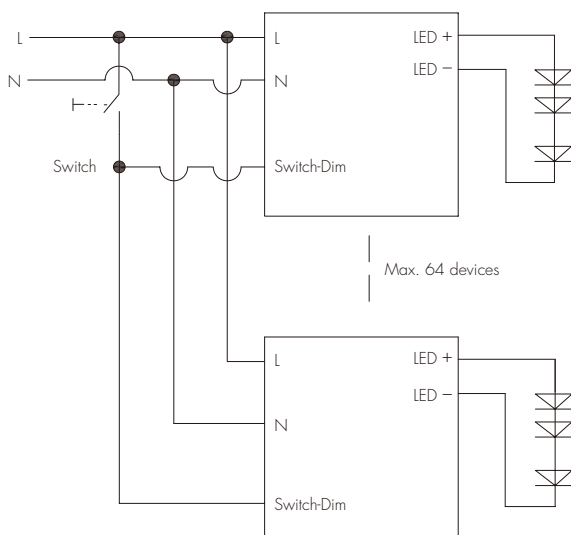 L
L
LED +
LED –
N
N
Switch
Switch-Dim
Max. 64 devices
LED +
L
LED –
N
Switch-Dim